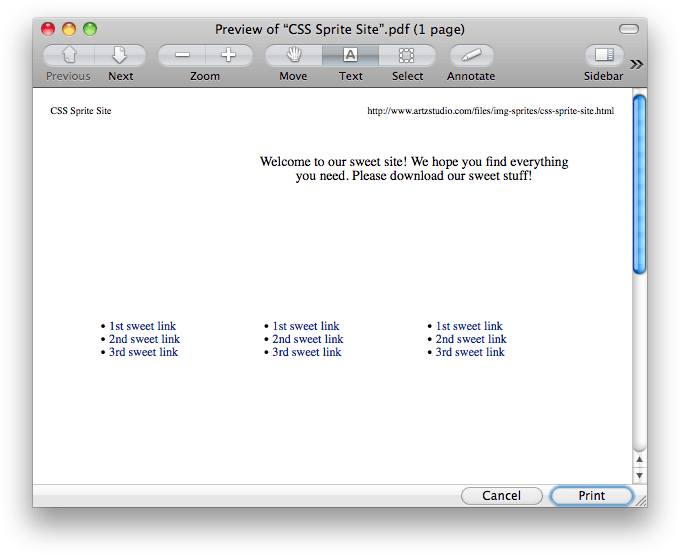 Preview of “CSS Sprite Site”.pdf (1 page)
Previous Next Zoom Move Text Select Annotate Sidebar
CSS Sprite Site http://www.artzstudio.com/files/img-sprites/css-sprite-site.html
Welcome to our sweet site! We hope you find everything
you need. Please download our sweet stuff!
• 1st sweet link • 1st sweet link • 1st sweet link
• 2nd sweet link • 2nd sweet link • 2nd sweet link
• 3rd sweet link • 3rd sweet link • 3rd sweet link
Cancel Print